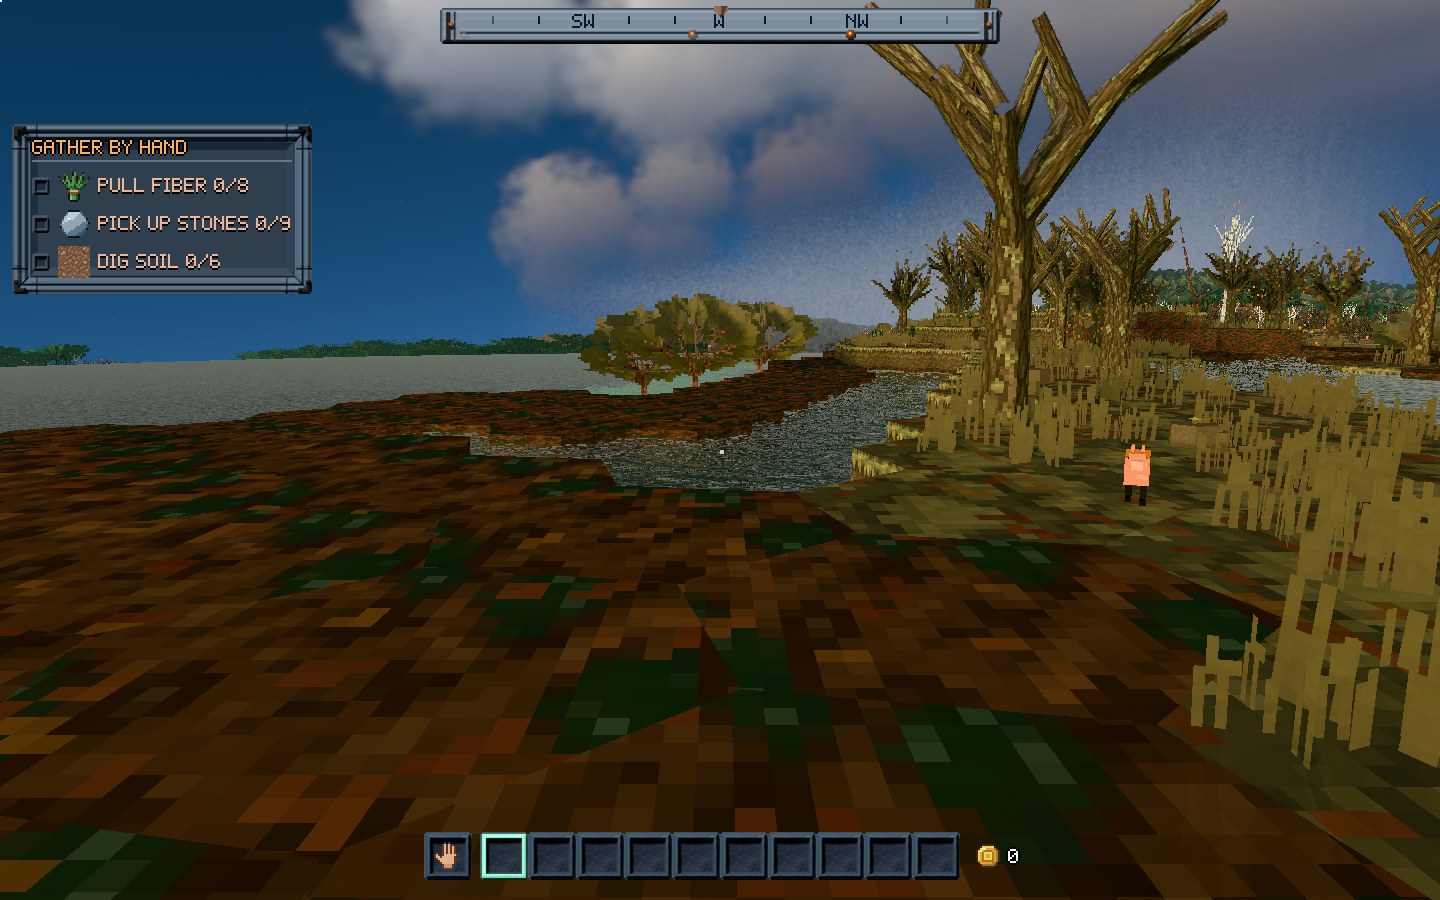 SW W NW
GATHER BY HAND
PULL FIBER 0/8
PICK UP STONES 0/9
DIG SOIL 0/6
0